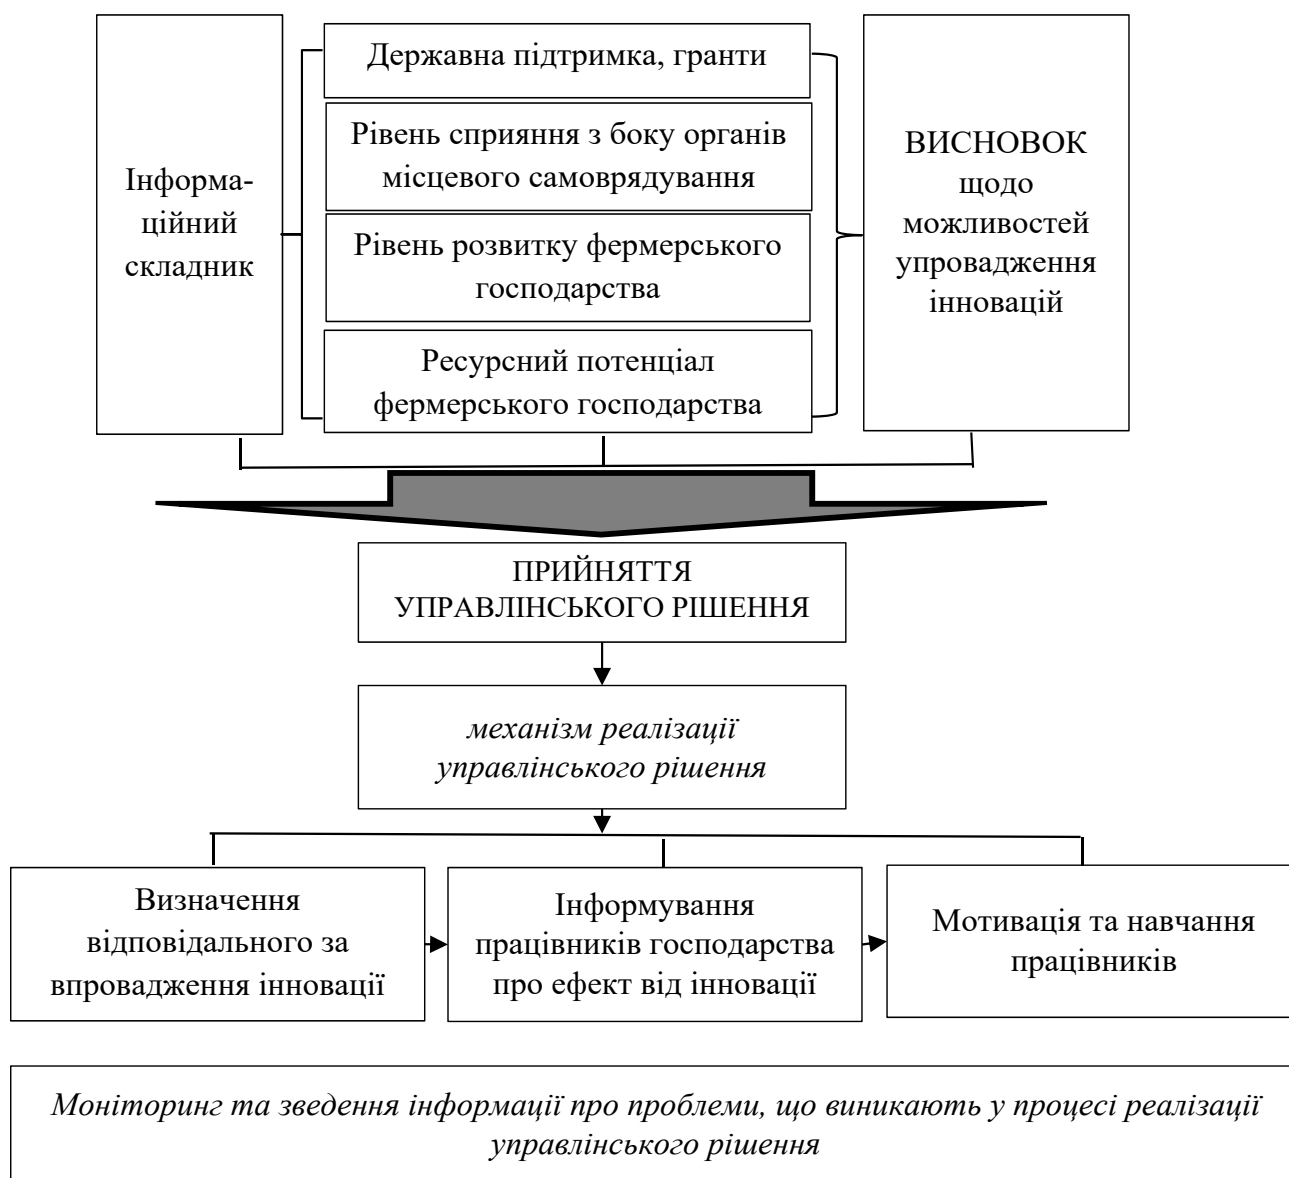 Інформа-
ційний
складник
Державна підтримка, гранти
Рівень сприяння з боку органів
місцевого самоврядування
Рівень розвитку фермерського
господарства
Ресурсний потенціал
фермерського господарства
ВИСНОВОК
щодо
можливостей
упровадження
інновацій
ПРИЙНЯТТЯ
УПРАВЛІНСЬКОГО РІШЕННЯ
механізм реалізації
управлінського рішення
Визначення
відповідального за
впровадження інновації
Інформування
працівників господарства
про ефект від інновації
Мотивація та навчання
працівників
Моніторинг та зведення інформації про проблеми, що виникають у процесі реалізації
управлінського рішення